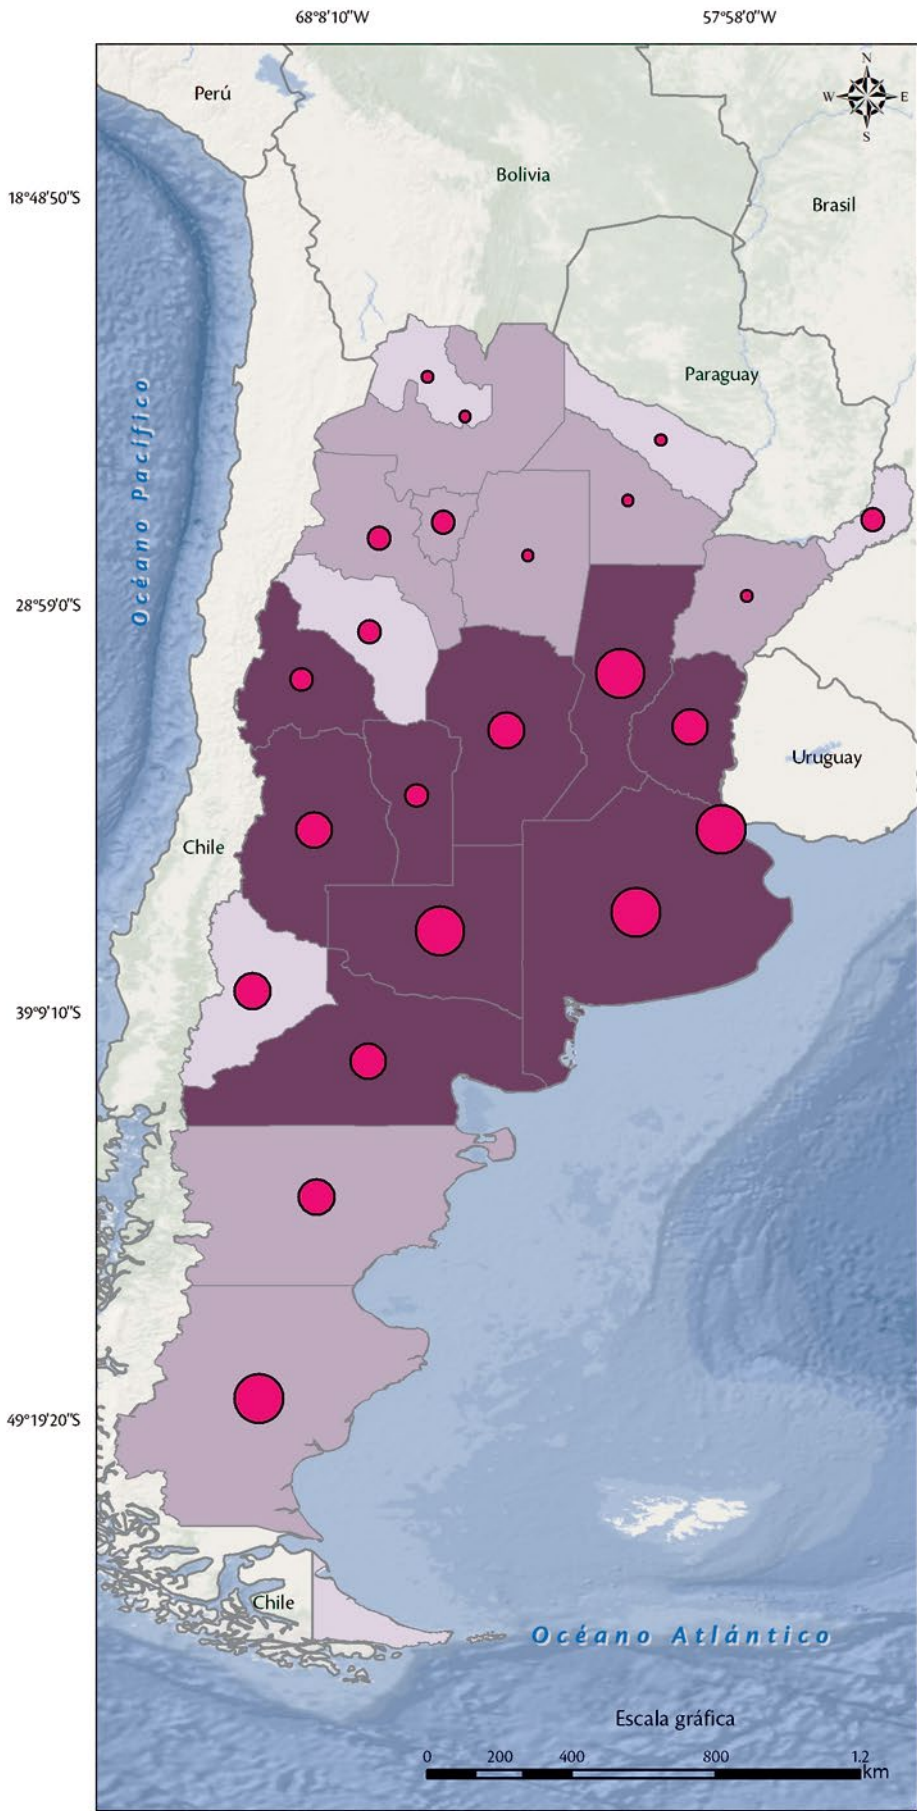 68°8'10"W
57°58'0"W
Perú
N
W
E
S
Bolivia
18°48'50"S
Brasil
Paraguay
Océano Pacífico
28°59'0"S
Uruguay
Chile
39°9'10"S
49°19'20"S
Chile
Océano Atlántico
Escala gráfica
0 200 400 800 1.2
km